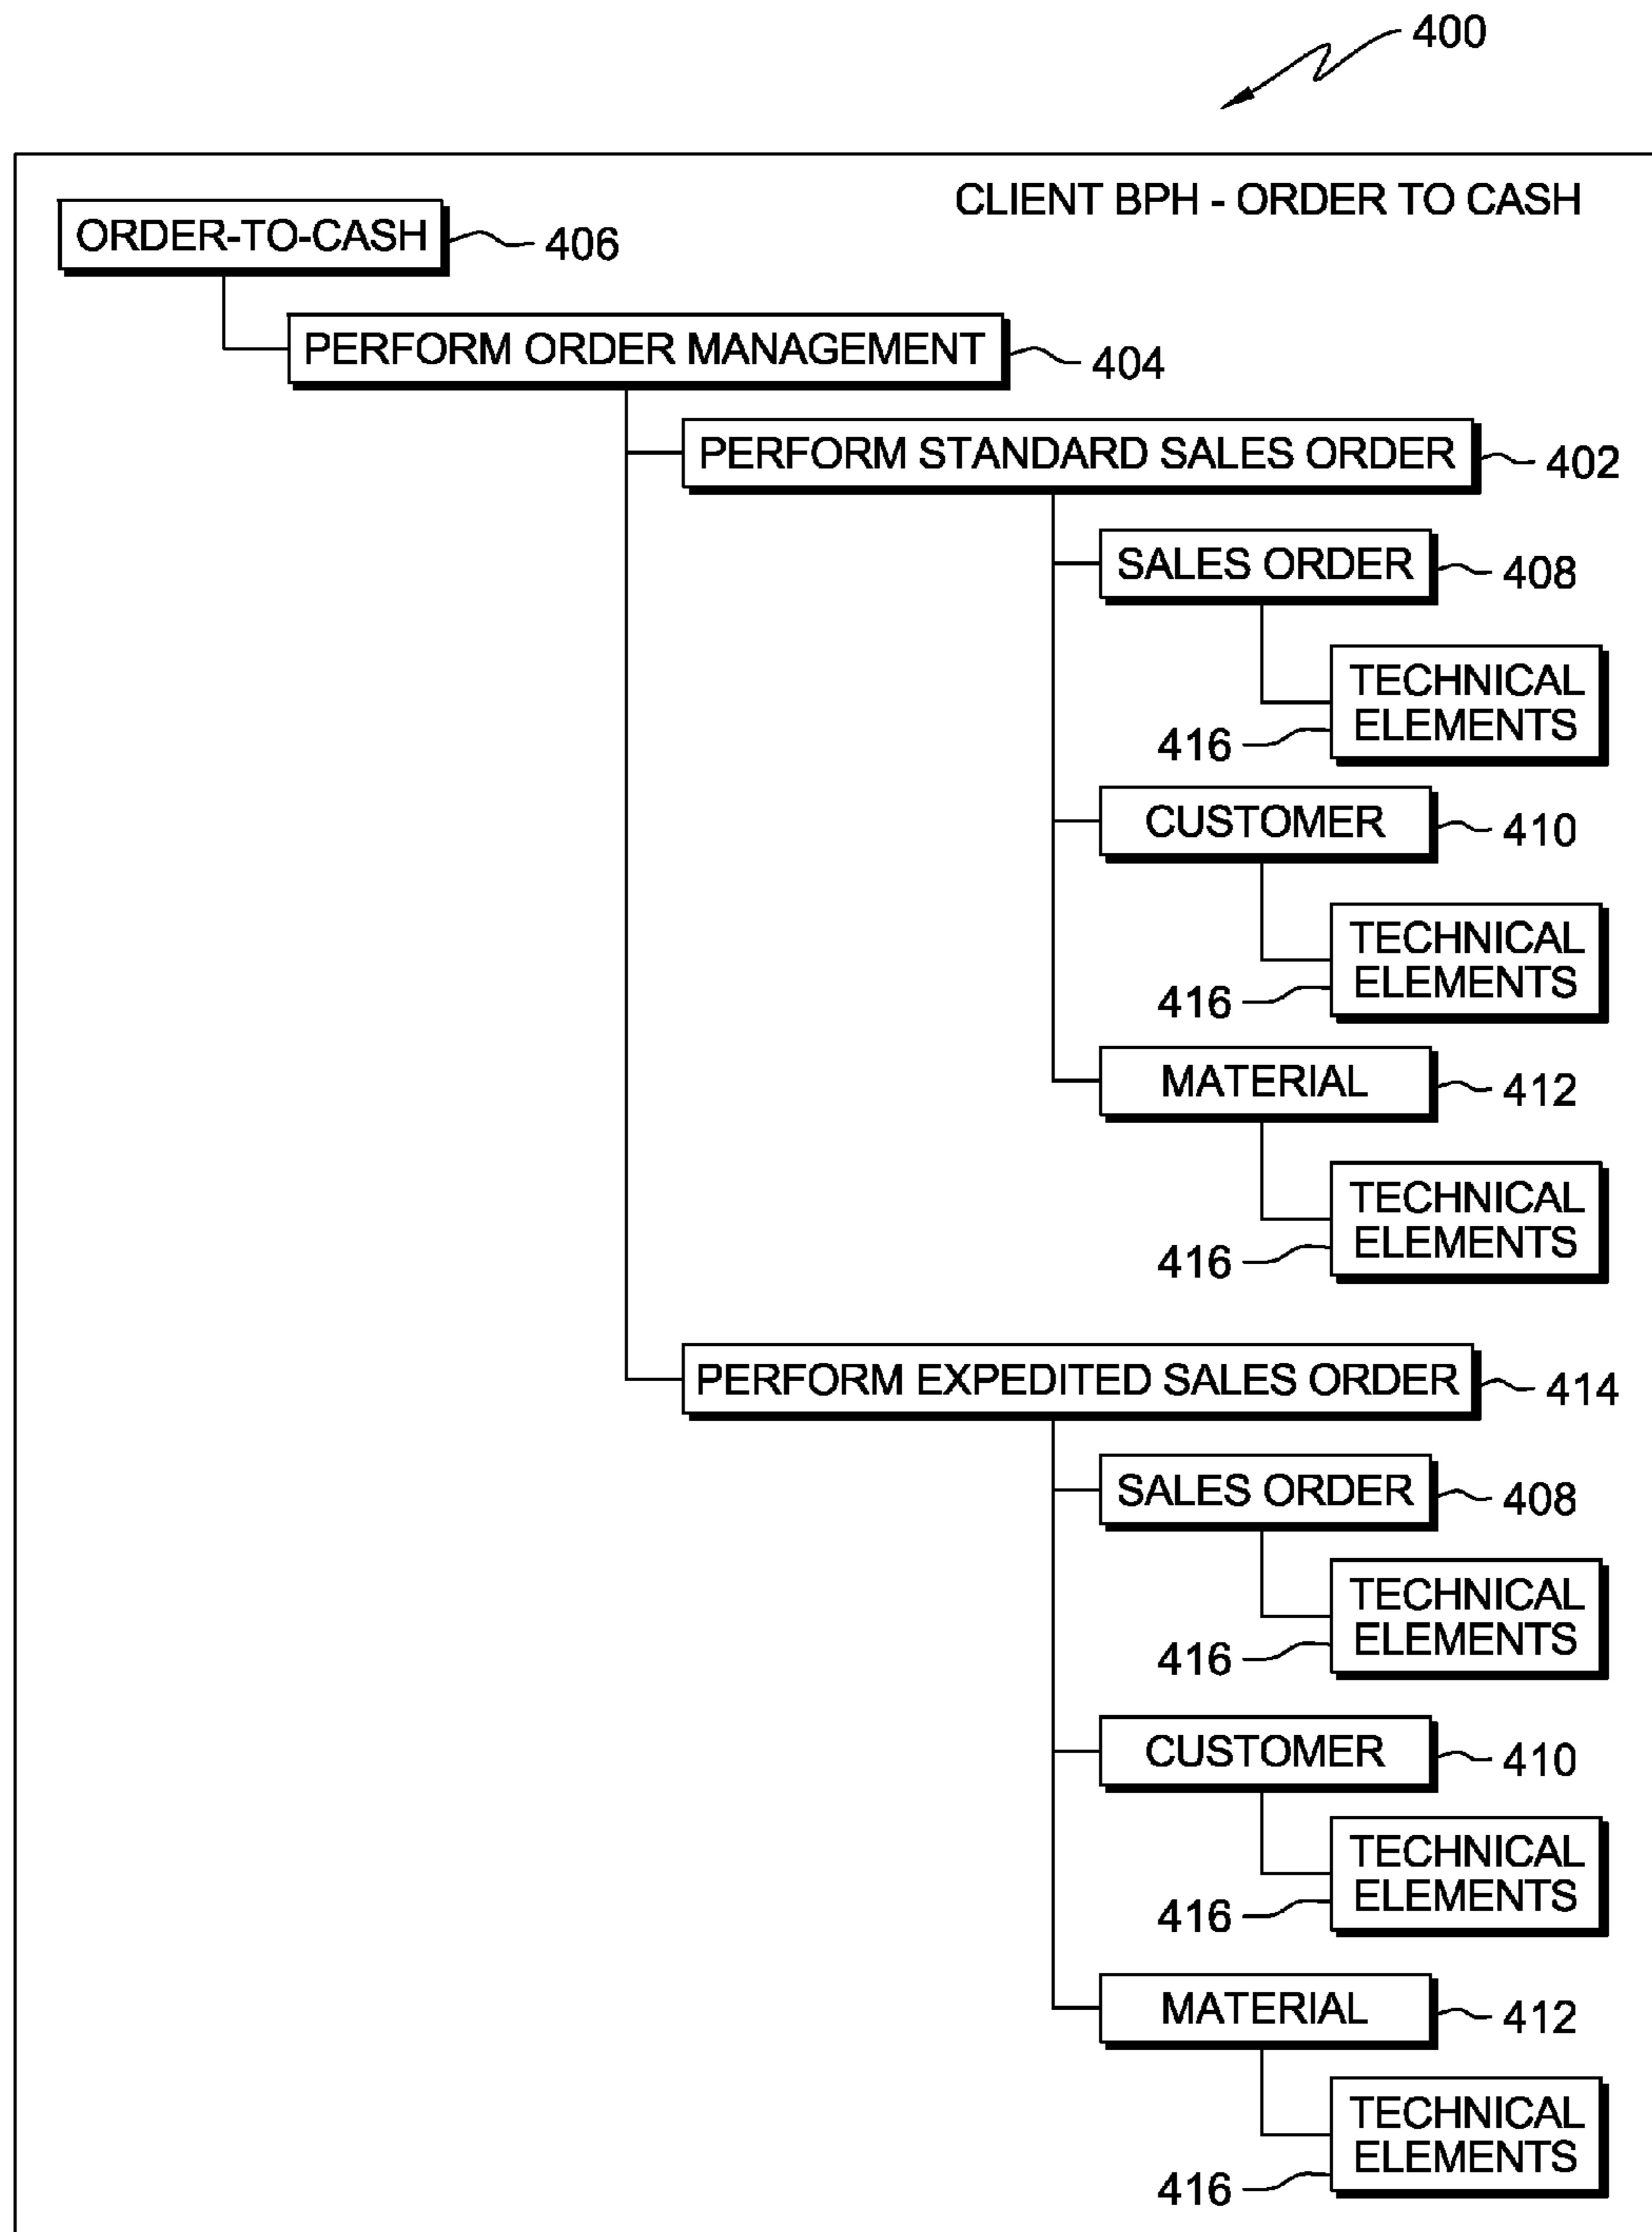 400
CLIENT BPH - ORDER TO CASH
ORDER-TO-CASH
406
PERFORM ORDER MANAGEMENT
404
PERFORM STANDARD SALES ORDER
402
SALES ORDER
408
TECHNICAL
ELEMENTS
416
CUSTOMER
410
TECHNICAL
ELEMENTS
416
MATERIAL
412
TECHNICAL
ELEMENTS
416
PERFORM EXPEDITED SALES ORDER
414
SALES ORDER
408
TECHNICAL
ELEMENTS
416
CUSTOMER
410
TECHNICAL
ELEMENTS
416
MATERIAL
412
TECHNICAL
ELEMENTS
416